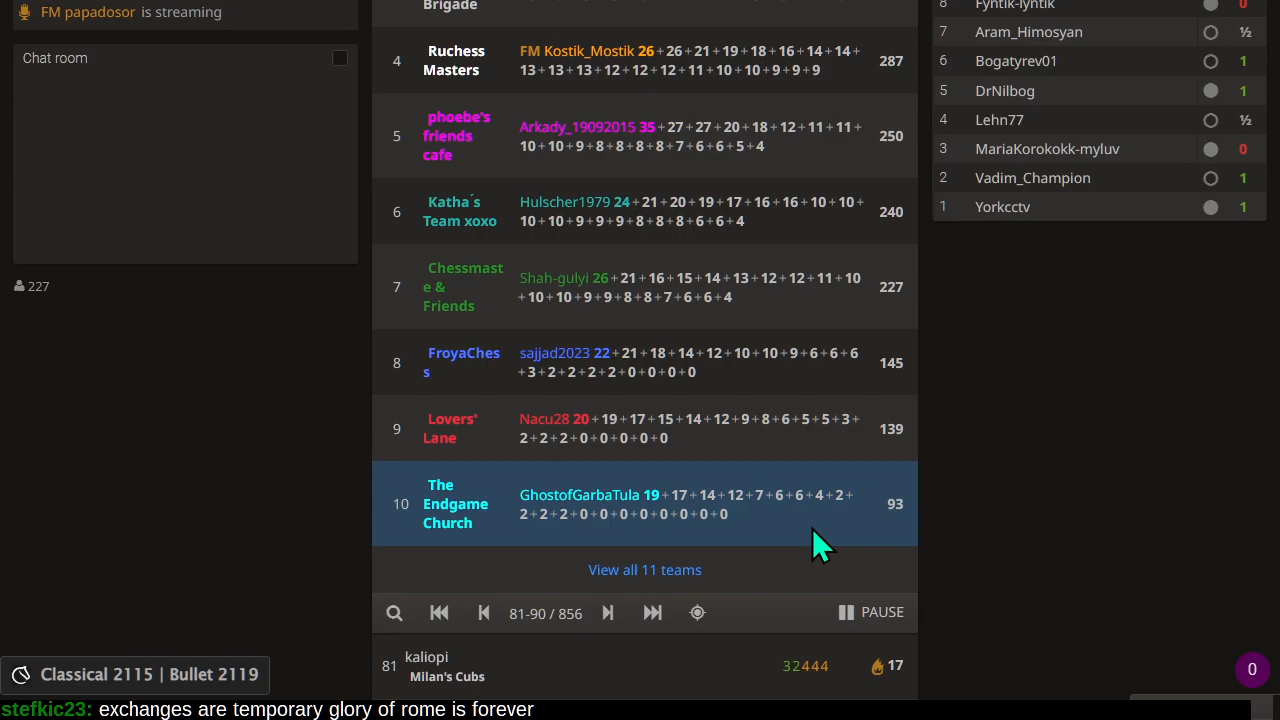 FM papadosor is streaming
Chat room
227
Brigade
4 Ruchess Masters FM Kostik_Mostik 26+26+21+19+18+16+14+14+ 287
13+13+13+12+12+12+11+10+10+9+9+9
5 phoebe's friends cafe Arkady_19092015 35+27+27+20+18+12+11+11+ 250
10+10+9+8+8+8+8+7+6+6+5+4
6 Katha´s Team xoxo Hulscher1979 24+21+20+19+17+16+16+10+10+ 240
10+10+9+9+9+8+8+8+6+6+4
7 Chessmast e & Friends Shah-gulyi 26+21+16+15+14+13+12+12+11+10 227
+10+10+9+9+8+8+7+6+6+4
8 FroyaChes s sajjad2023 22+21+18+14+12+10+10+9+6+6+6 145
+3+2+2+2+2+0+0+0+0
9 Lovers' Lane Nacu28 20+19+17+15+14+12+9+8+6+5+5+3+ 139
2+2+2+0+0+0+0+0
10 The Endgame Church GhostofGarbaTula 19+17+14+12+7+6+6+4+2+ 93
2+2+2+0+0+0+0+0+0+0+0
View all 11 teams
81-90 / 856 PAUSE
81 kaliopi 32444 17
Milan's Cubs
8 Fyntik-lyntik 0
7 Aram_Himosyan ½
6 Bogatyrev01 1
5 DrNilbog 1
4 Lehn77 ½
3 MariaKorokokk-myluv 0
2 Vadim_Champion 1
1 Yorkcctv 1
0
Classical 2115 | Bullet 2119
stefkic23: exchanges are temporary glory of rome is forever